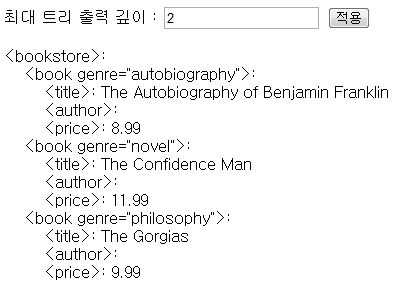 최대 트리 출력 깊이 : 2 적용
<bookstore>:
<book genre="autobiography">:
<title>: The Autobiography of Benjamin Franklin
<author>:
<price>: 8.99
<book genre="novel">:
<title>: The Confidence Man
<author>:
<price>: 11.99
<book genre="philosophy">:
<title>: The Gorgias
<author>:
<price>: 9.99